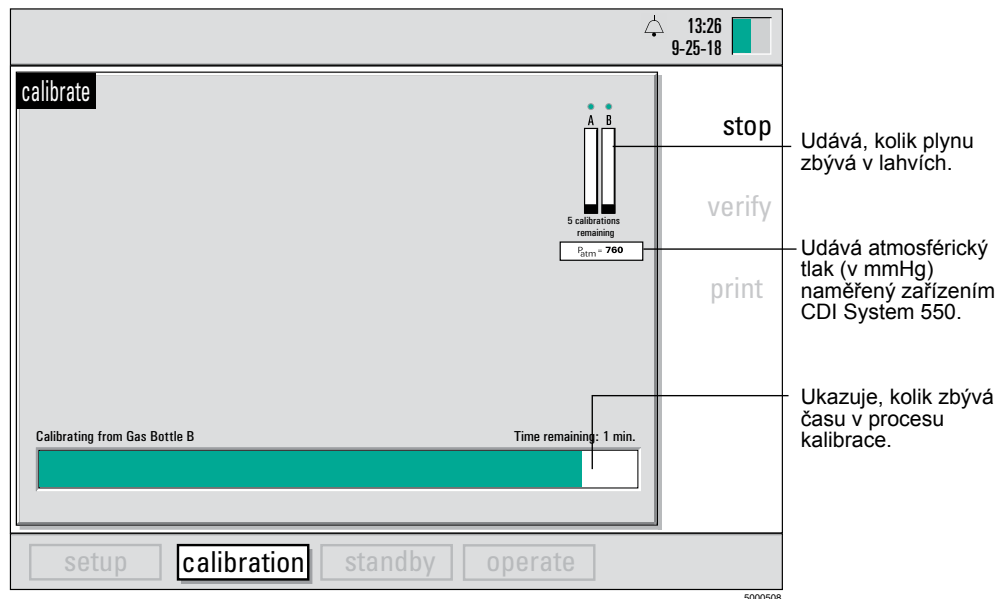 13:26
9-25-18
calibrate
A B
5 calibrations
remaining
Patm = 760
stop
verify
print
Udává, kolik plynu
zbývá v lahvích.
Udává atmosférický
tlak (v mmHg)
naměřený zařízením
CDI System 550.
Ukazuje, kolik zbývá
času v procesu
kalibrace.
Calibrating from Gas Bottle B Time remaining: 1 min.
setup calibration standby operate
5000508